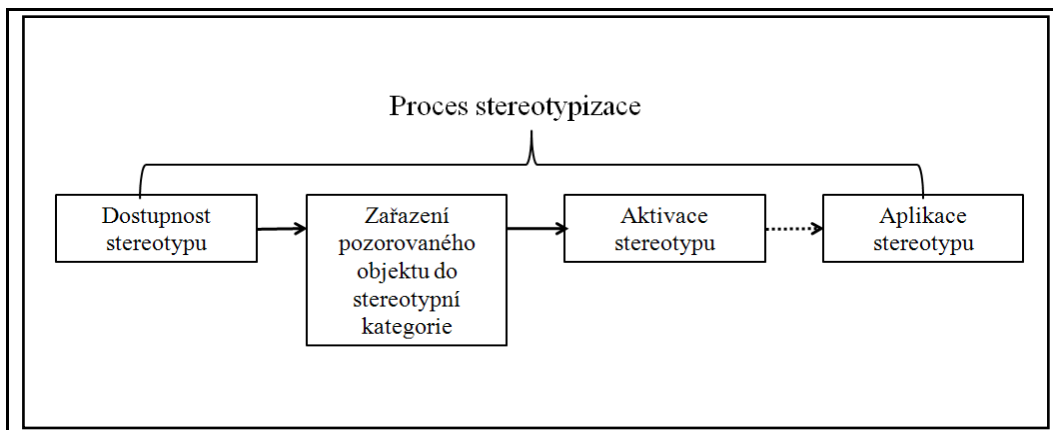 Proces stereotypizace
Dostupnost
stereotypu
Zařazení
pozorovaného
objektu do
stereotypní
kategorie
Aktivace
stereotypu
Aplikace
stereotypu